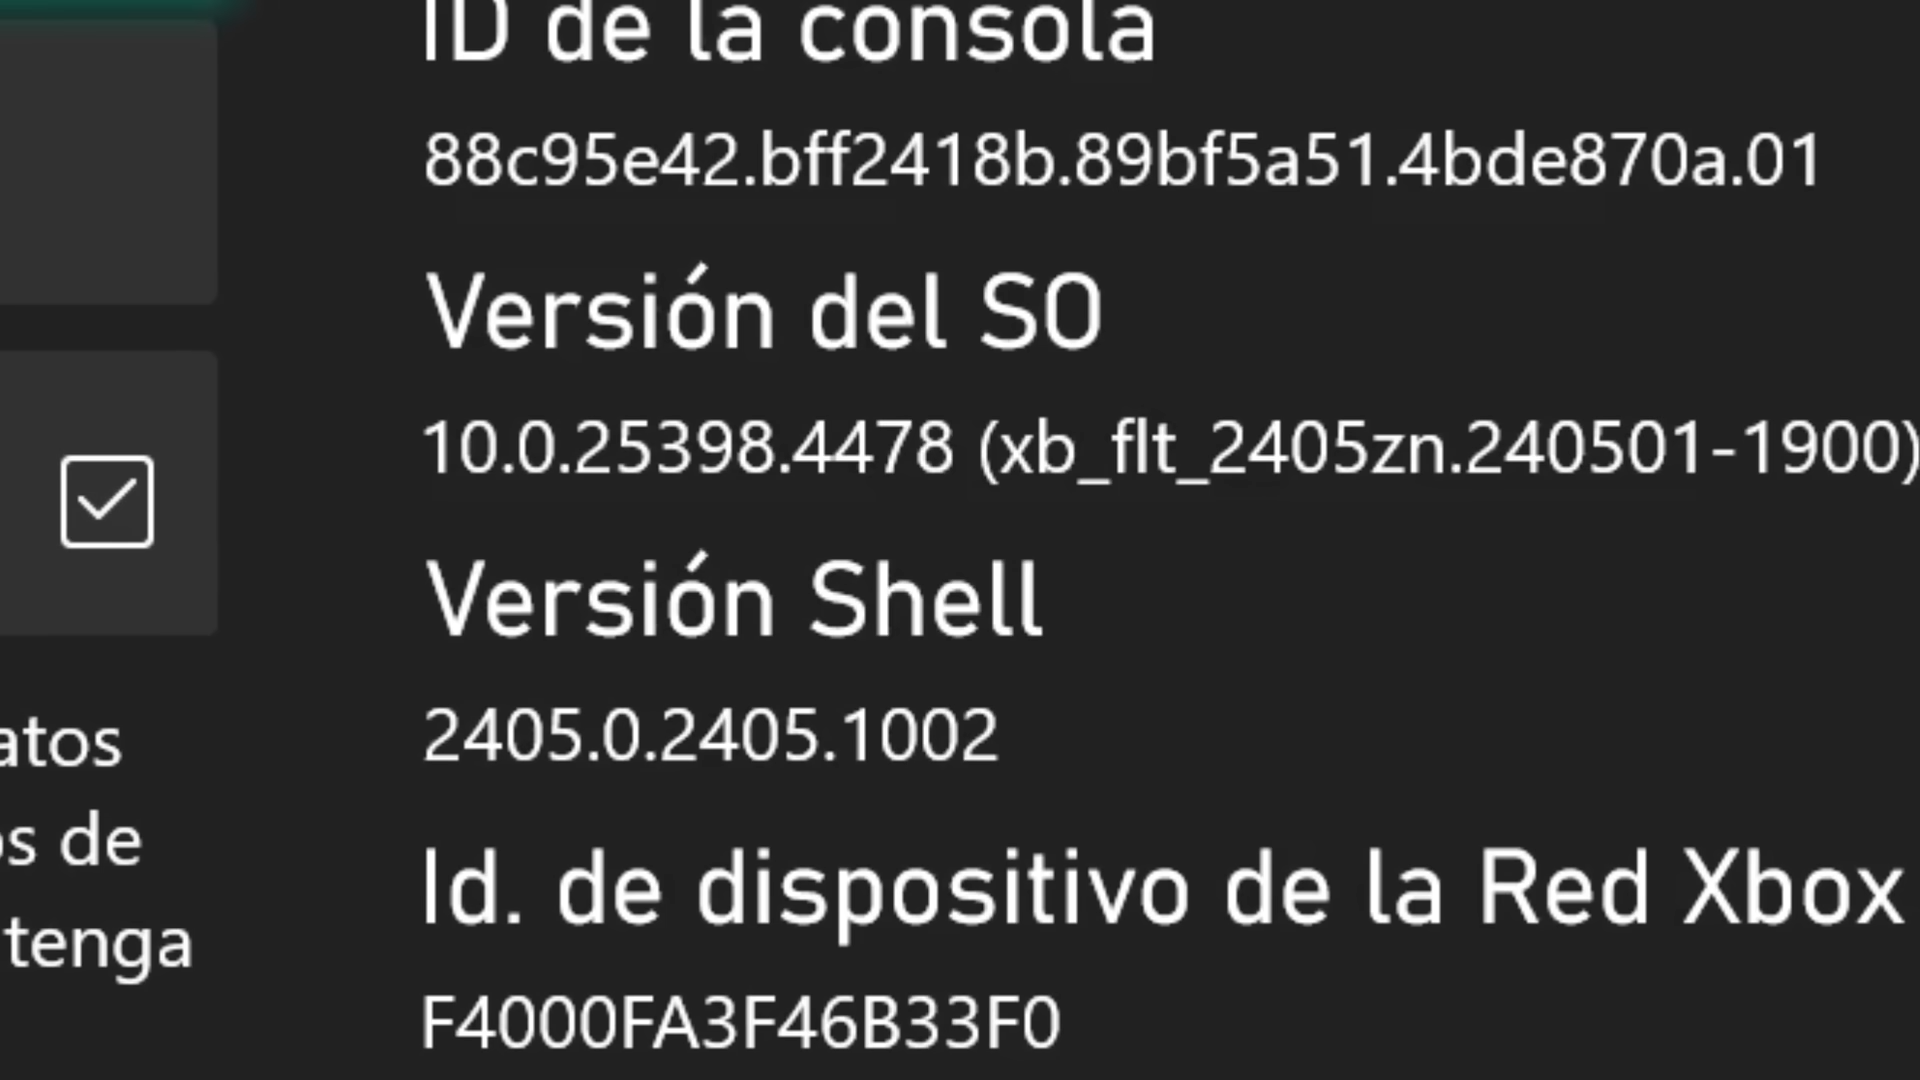 ID de la consola
88c95e42.bff2418b.89bf5a51.4bde870a.01
Versión del SO
10.0.25398.4478 (xb_flt_2405zn.240501-1900)
Versión Shell
2405.0.2405.1002
Id. de dispositivo de la Red Xbox
F4000FA3F46B33F0
atos
os de
tenga